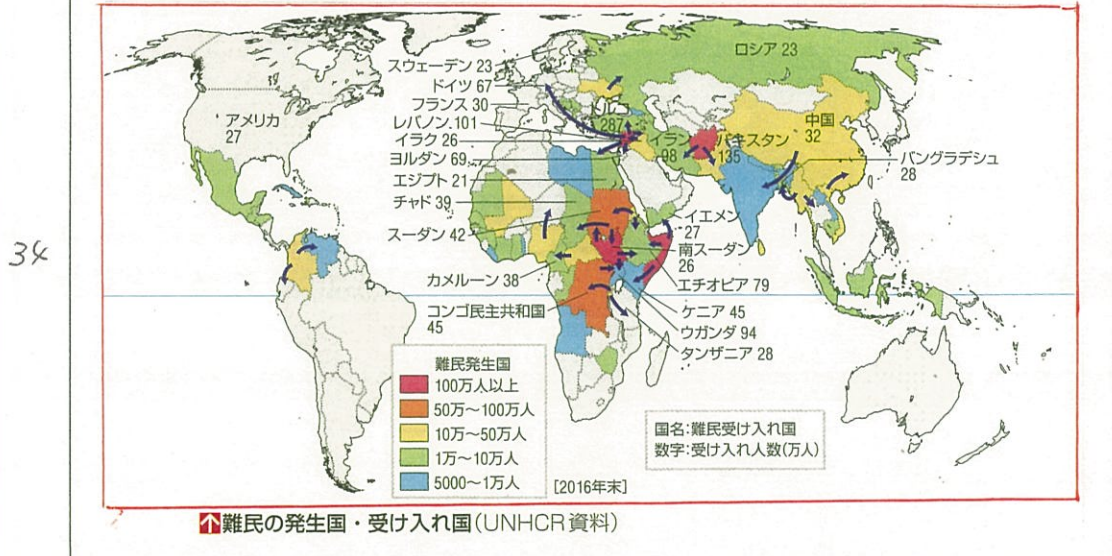 34
スウェーデン 23
ドイツ 67
フランス 30
レバノン 101
イラク 26
ヨルダン 69
エジプト 21
チャド 39
スーダン 42
カメルーン 38
コンゴ民主共和国
45
アメリカ
27
ロシア 23
トルコ
287
イラン
98
パキスタン
135
中国
32
バングラデシュ
28
イエメン
27
南スーダン
26
エチオピア 79
ケニア 45
ウガンダ 94
タンザニア 28
難民発生国
100万人以上
50万〜100万人
10万〜50万人
1万〜10万人
5000〜1万人
[2016年末]
国名:難民受け入れ国
数字:受け入れ人数(万人)
難民の発生国・受け入れ国(UNHCR資料)